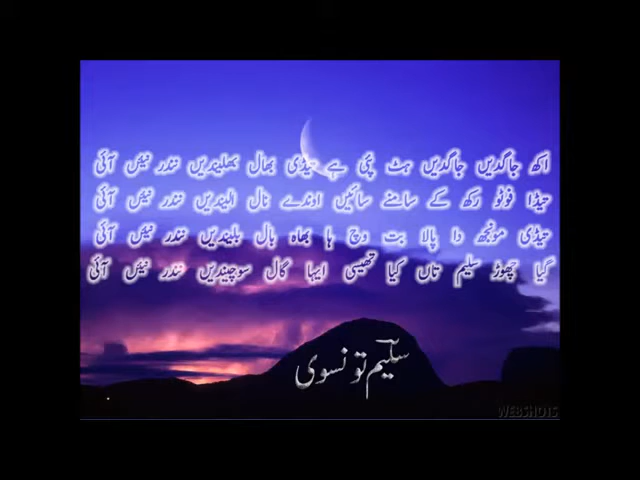 اکھ جاگدیں جاگدیں ہٹ پئی ہے تیڈی بھال بھلیندیں نندر نئیں آئی
تیڈا فوٹو رکھ کے سامنے سائیں اوندے نال الیندیں نندر نئیں آئی
تیڈی مونجھ دا پالا بت وچ ہا بھاہ بال بلیندیں نندر نئیں آئی
گیا چھوڑ سلیم تاں کیا تھیسی ایہا گال سوچیندیں نندر نئیں آئی
سلیم تونسوی
WEBSHOTS